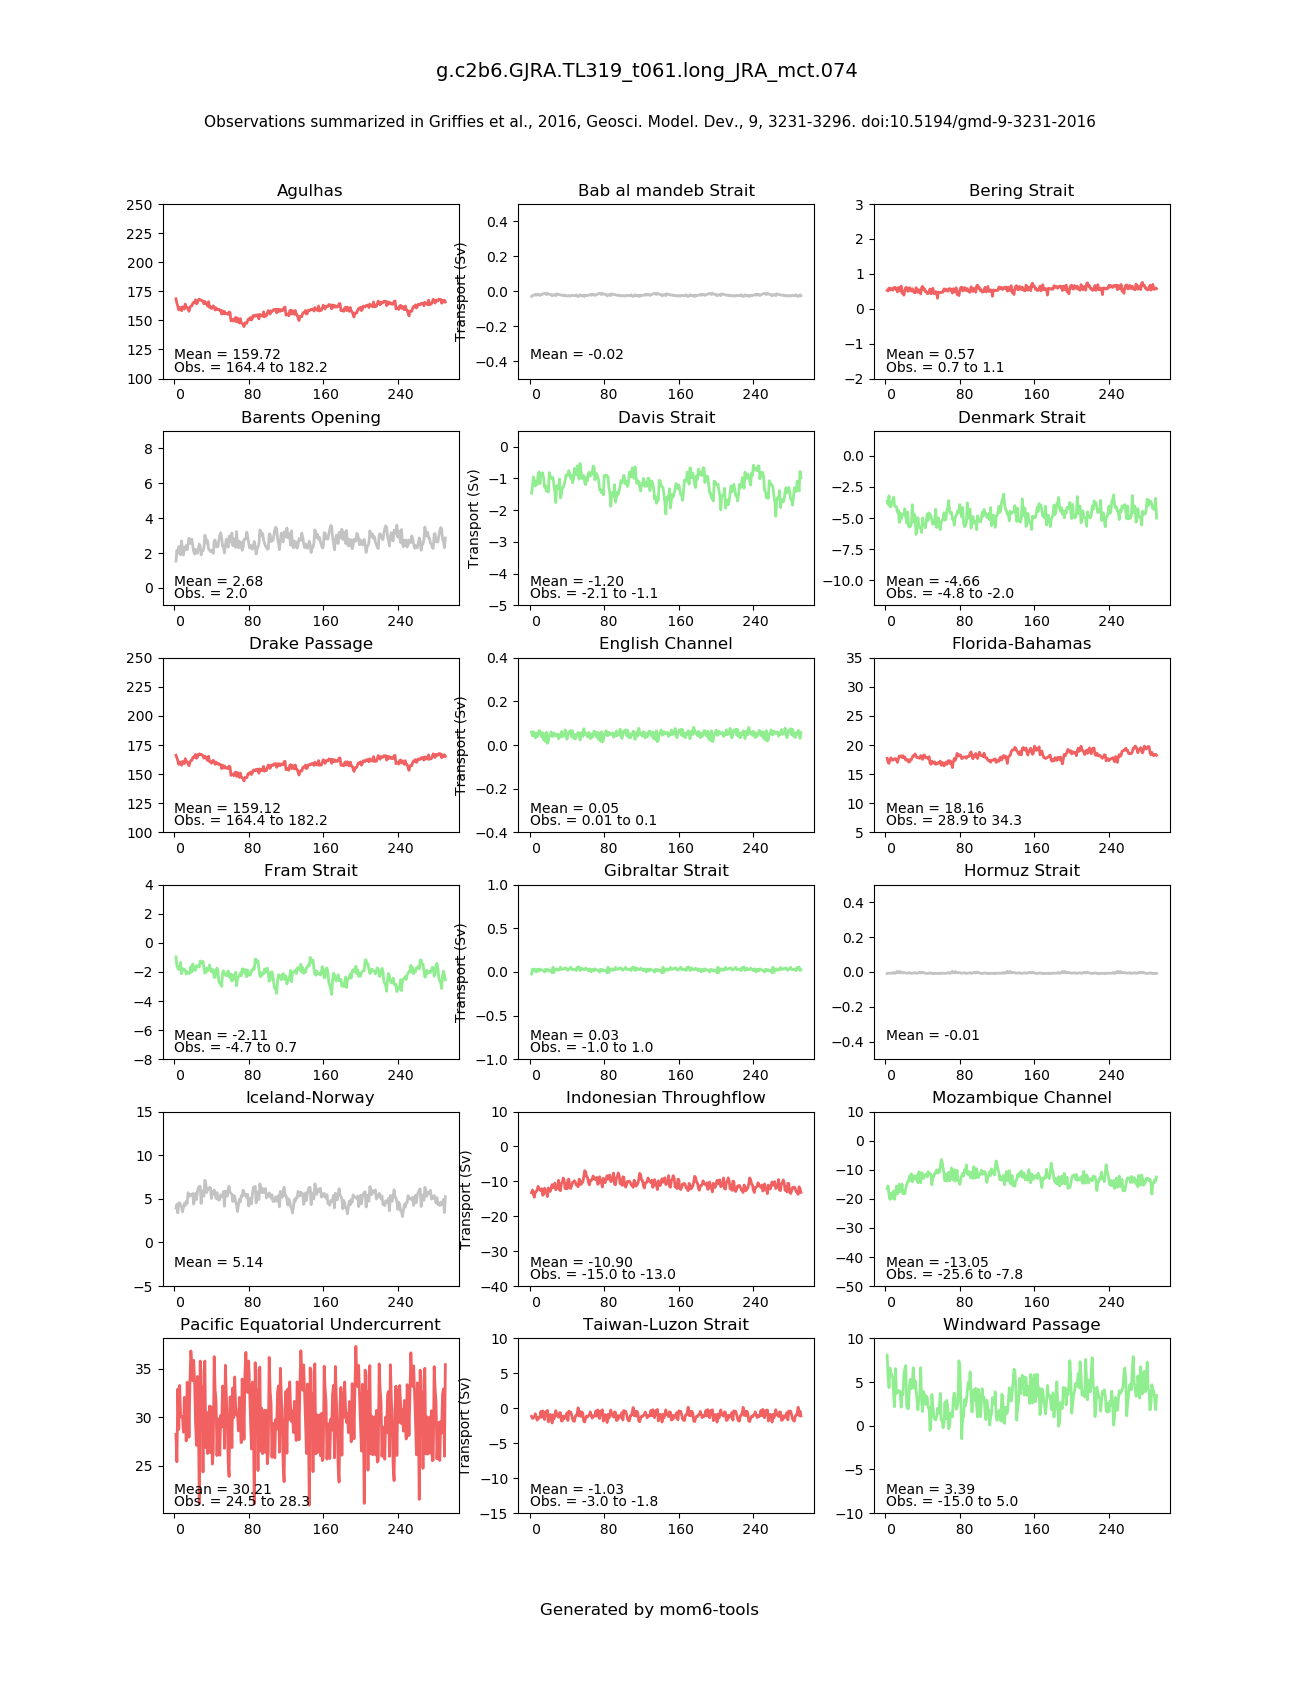 g.c2b6.GJRA.TL319_t061.long_JRA_mct.074
Observations summarized in Griffies et al., 2016, Geosci. Model. Dev., 9, 3231-3296. doi:10.5194/gmd-9-3231-2016
Agulhas
250
225
200
175
150
125
100
Mean = 159.72
Obs. = 164.4 to 182.2
0 80 160 240
Bab al mandeb Strait
Transport (Sv)
0.4
0.2
0.0
−0.2
−0.4
Mean = -0.02
0 80 160 240
Bering Strait
3
2
1
0
−1
−2
Mean = 0.57
Obs. = 0.7 to 1.1
0 80 160 240
Barents Opening
8
6
4
2
0
Mean = 2.68
Obs. = 2.0
0 80 160 240
Davis Strait
Transport (Sv)
0
−1
−2
−3
−4
−5
Mean = -1.20
Obs. = -2.1 to -1.1
0 80 160 240
Denmark Strait
0.0
−2.5
−5.0
−7.5
−10.0
Mean = -4.66
Obs. = -4.8 to -2.0
0 80 160 240
Drake Passage
250
225
200
175
150
125
100
Mean = 159.12
Obs. = 164.4 to 182.2
0 80 160 240
English Channel
Transport (Sv)
0.4
0.2
0.0
−0.2
−0.4
Mean = 0.05
Obs. = 0.01 to 0.1
0 80 160 240
Florida-Bahamas
35
30
25
20
15
10
5
Mean = 18.16
Obs. = 28.9 to 34.3
0 80 160 240
Fram Strait
4
2
0
−2
−4
−6
−8
Mean = -2.11
Obs. = -4.7 to 0.7
0 80 160 240
Gibraltar Strait
Transport (Sv)
1.0
0.5
0.0
−0.5
−1.0
Mean = 0.03
Obs. = -1.0 to 1.0
0 80 160 240
Hormuz Strait
0.4
0.2
0.0
−0.2
−0.4
Mean = -0.01
0 80 160 240
Iceland-Norway
15
10
5
0
−5
Mean = 5.14
0 80 160 240
Indonesian Throughflow
Transport (Sv)
10
0
−10
−20
−30
−40
Mean = -10.90
Obs. = -15.0 to -13.0
0 80 160 240
Mozambique Channel
10
0
−10
−20
−30
−40
−50
Mean = -13.05
Obs. = -25.6 to -7.8
0 80 160 240
Pacific Equatorial Undercurrent
35
30
25
Mean = 30.21
Obs. = 24.5 to 28.3
0 80 160 240
Taiwan-Luzon Strait
Transport (Sv)
10
5
0
−5
−10
−15
Mean = -1.03
Obs. = -3.0 to -1.8
0 80 160 240
Windward Passage
10
5
0
−5
−10
Mean = 3.39
Obs. = -15.0 to 5.0
0 80 160 240
Generated by mom6-tools